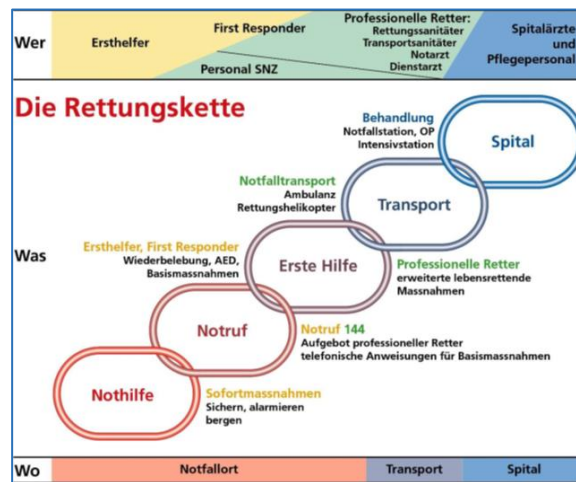 Wer
Ersthelfer
First Responder
Personal SNZ
Professionelle Retter:
Rettungssanitäter
Transportsanitäter
Notarzt
Dienstarzt
Spitalärzte
und
Pflegepersonal
Die Rettungskette
Behandlung
Notfallstation, OP
Intensivstation
Spital
Notfalltransport
Ambulanz
Rettungshelikopter
Transport
Was
Ersthelfer, First Responder
Wiederbelebung, AED,
Basismassnahmen
Erste Hilfe
Professionelle Retter
erweiterte lebensrettende
Massnahmen
Notruf
Notruf 144
Aufgebot professioneller Retter
telefonische Anweisungen für Basismassnahmen
Nothilfe
Sofortmassnahmen
Sichern, alarmieren
bergen
Wo
Notfallort
Transport
Spital